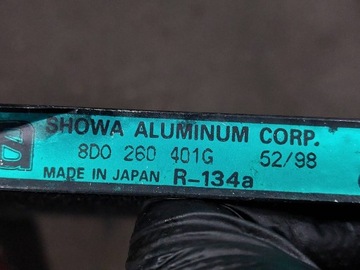 SHOWA ALUMINUM CORP.
8D0 260 401G 52/98
MADE IN JAPAN R-134a